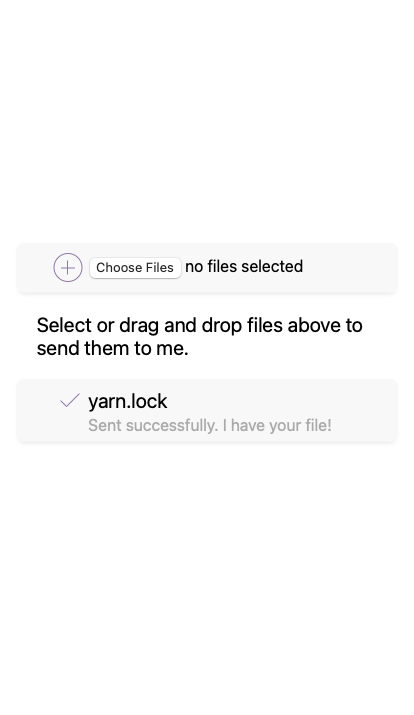 Choose Files no files selected
Select or drag and drop files above to
send them to me.
yarn.lock
Sent successfully. I have your file!